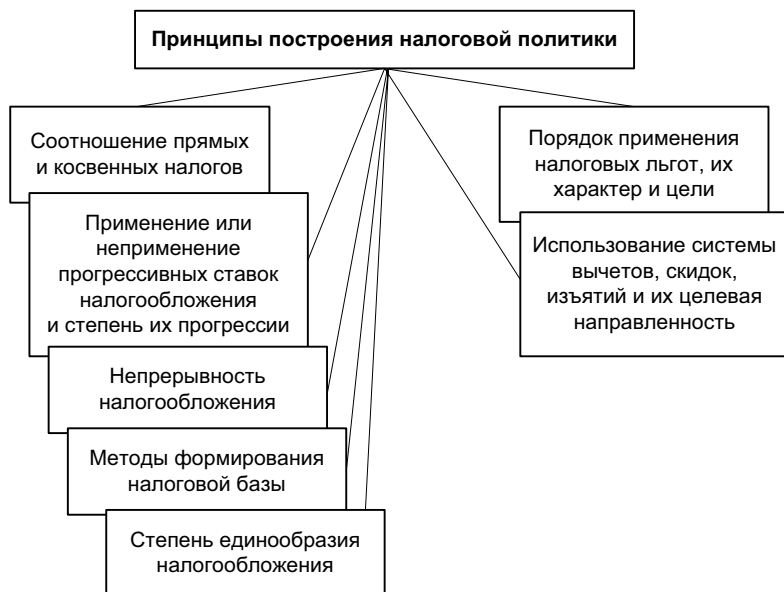 Принципы построения налоговой политики
Соотношение прямых
и косвенных налогов
Применение или
неприменение
прогрессивных ставок
налогообложения
и степень их прогрессии
Непрерывность
налогообложения
Методы формирования
налоговой базы
Степень единообразия
налогообложения
Порядок применения
налоговых льгот, их
характер и цели
Использование системы
вычетов, скидок,
изъятий и их целевая
направленность